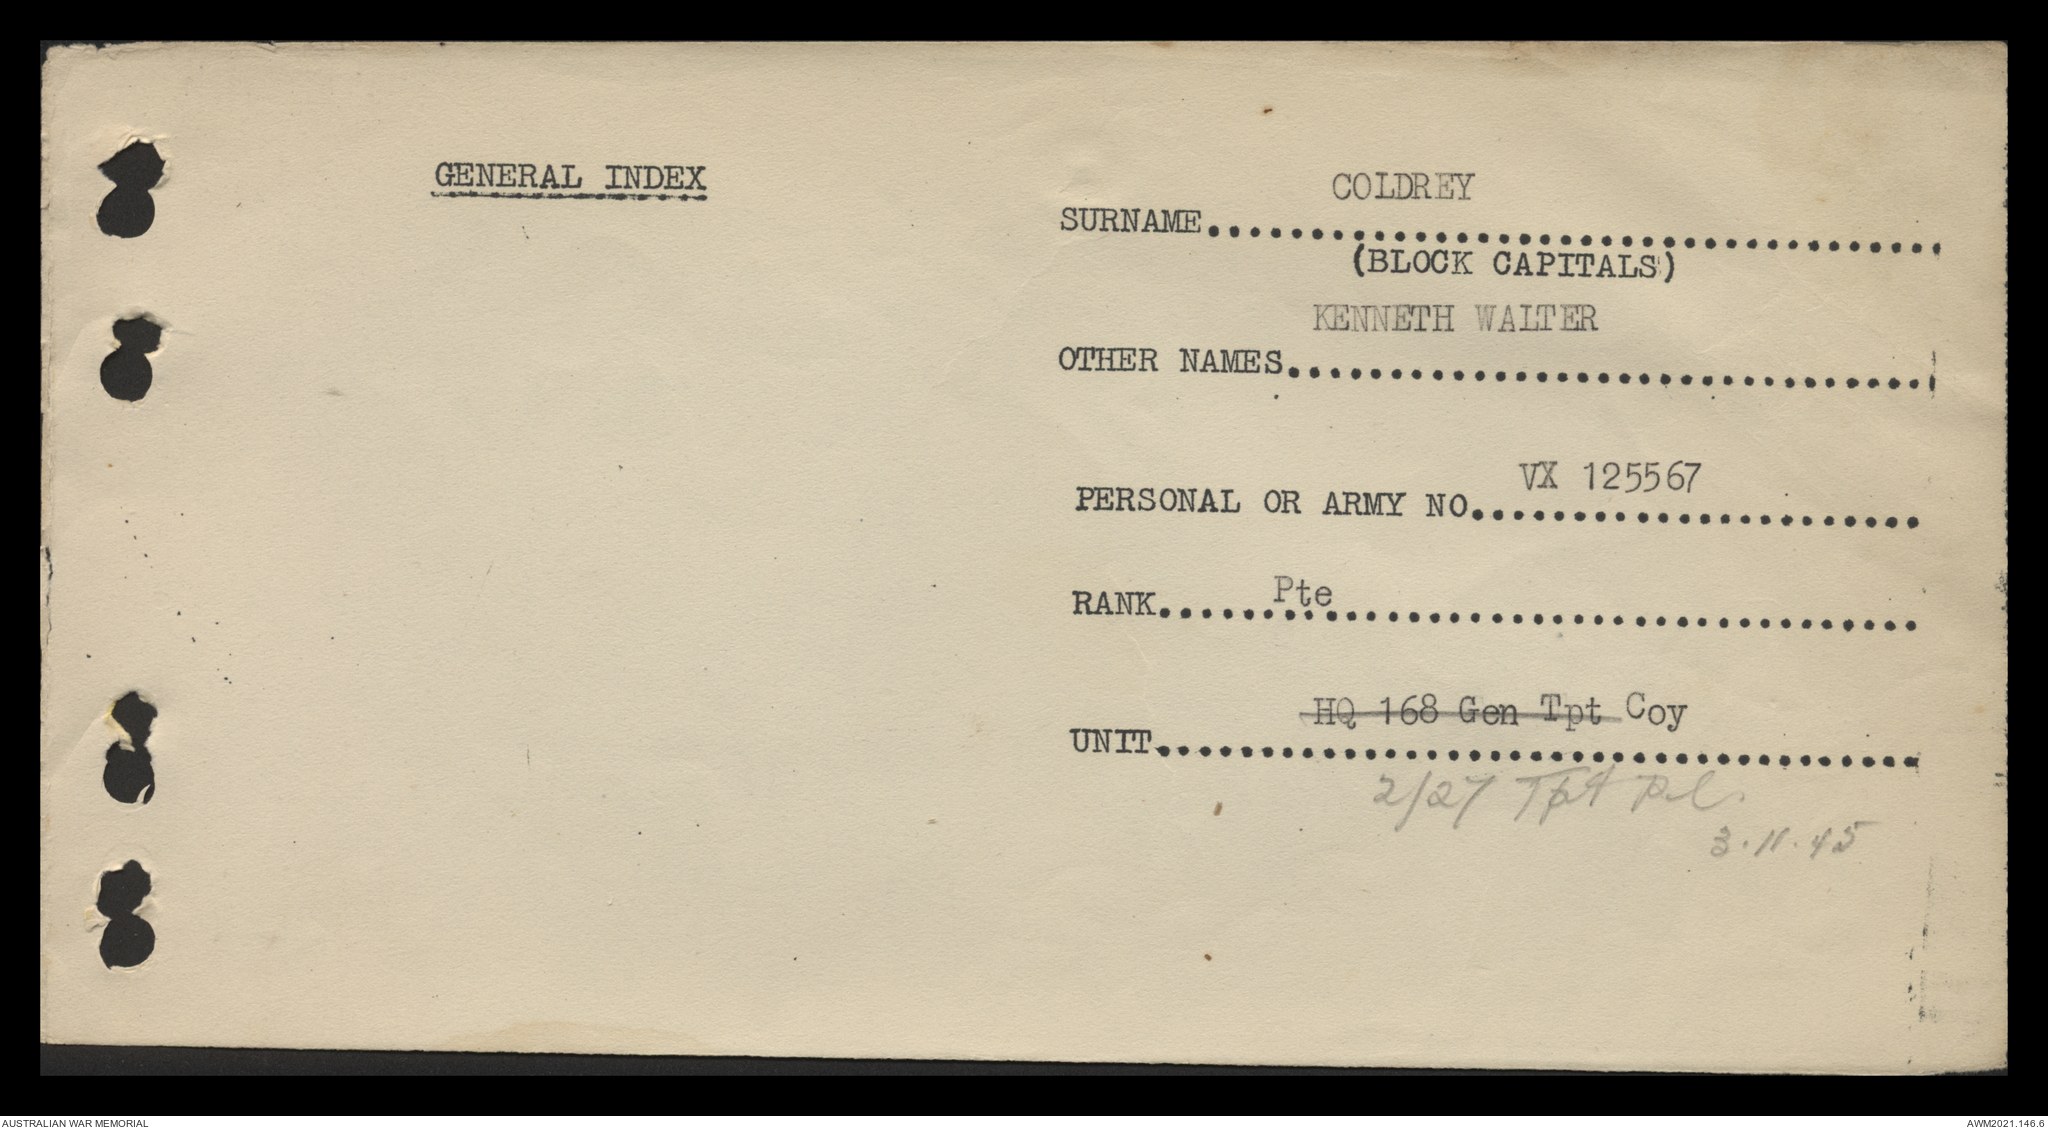 GENERAL INDEX
COLDREY
SURNAME....................................
(BLOCK CAPITALS)
KENNETH WALTER
OTHER NAMES................................
VX 125567
PERSONAL OR ARMY NO......................
Pte
RANK.....................................
HQ 168 Gen Tpt Coy
UNIT.....................................
2/27 Tpt Pl.
3.11.45
AUSTRALIAN WAR MEMORIAL
AWM2021.146.6